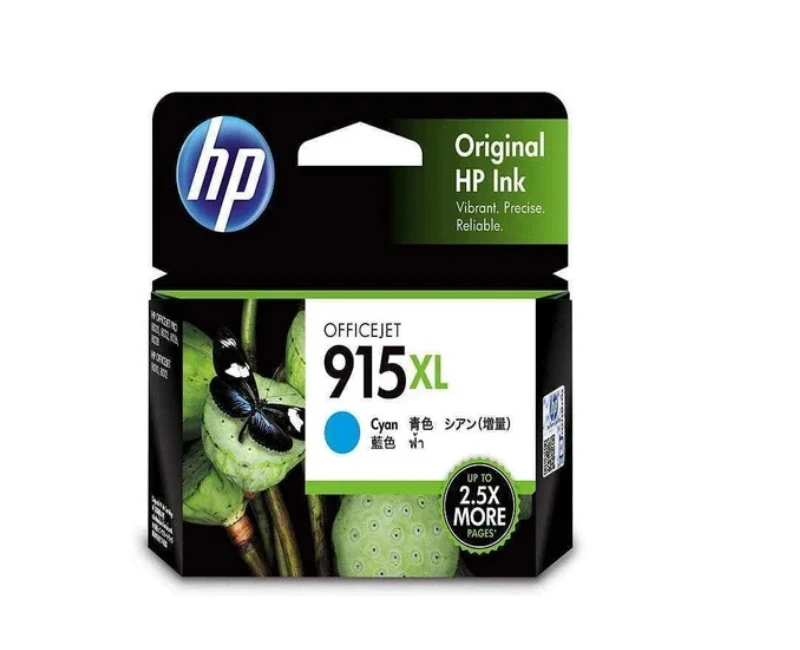 hp
Original
HP Ink
Vibrant. Precise.
Reliable.
OFFICEJET
915XL
Cyan 青色 シアン(増量)
藍色 ฟ้า
UP TO
2.5X
MORE
PAGES*